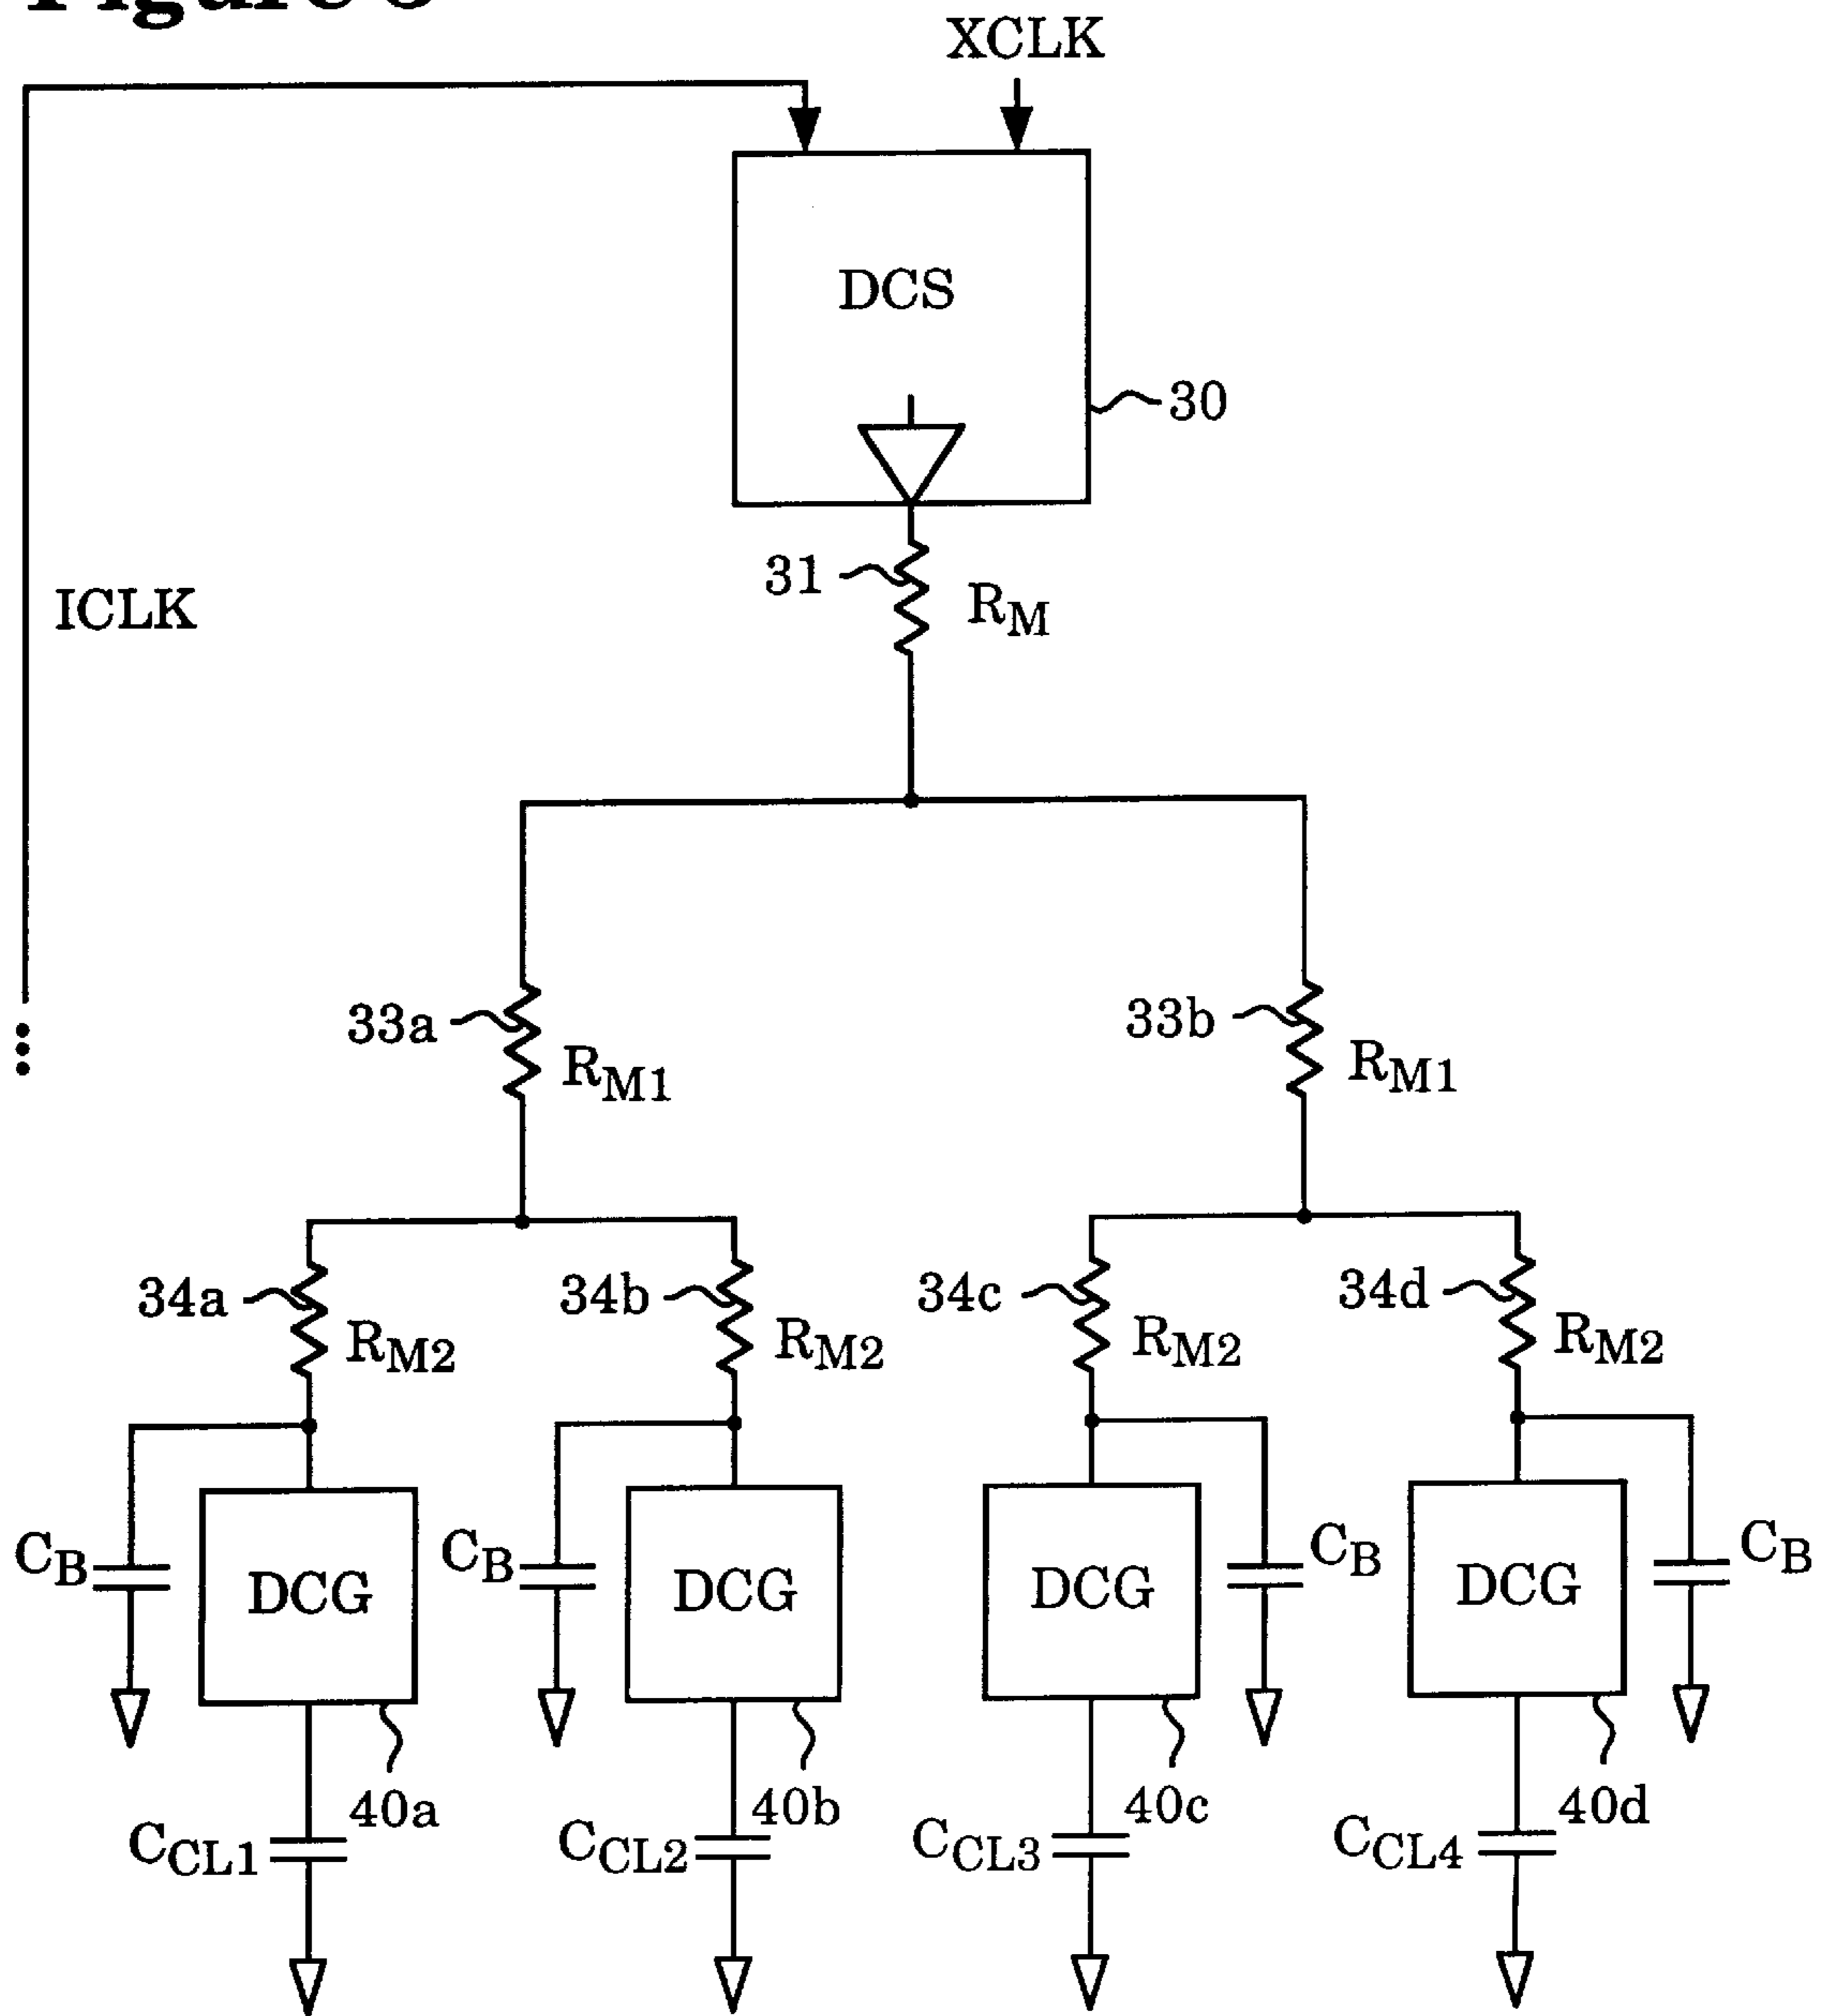 XCLK
DCS
30
31
RM
ICLK
33a
RM1
33b
RM1
34a
RM2
34b
RM2
34c
RM2
34d
RM2
CB
DCG
CB
DCG
DCG
CB
DCG
CB
40a
40b
40c
40d
CCL1
CCL2
CCL3
CCL4